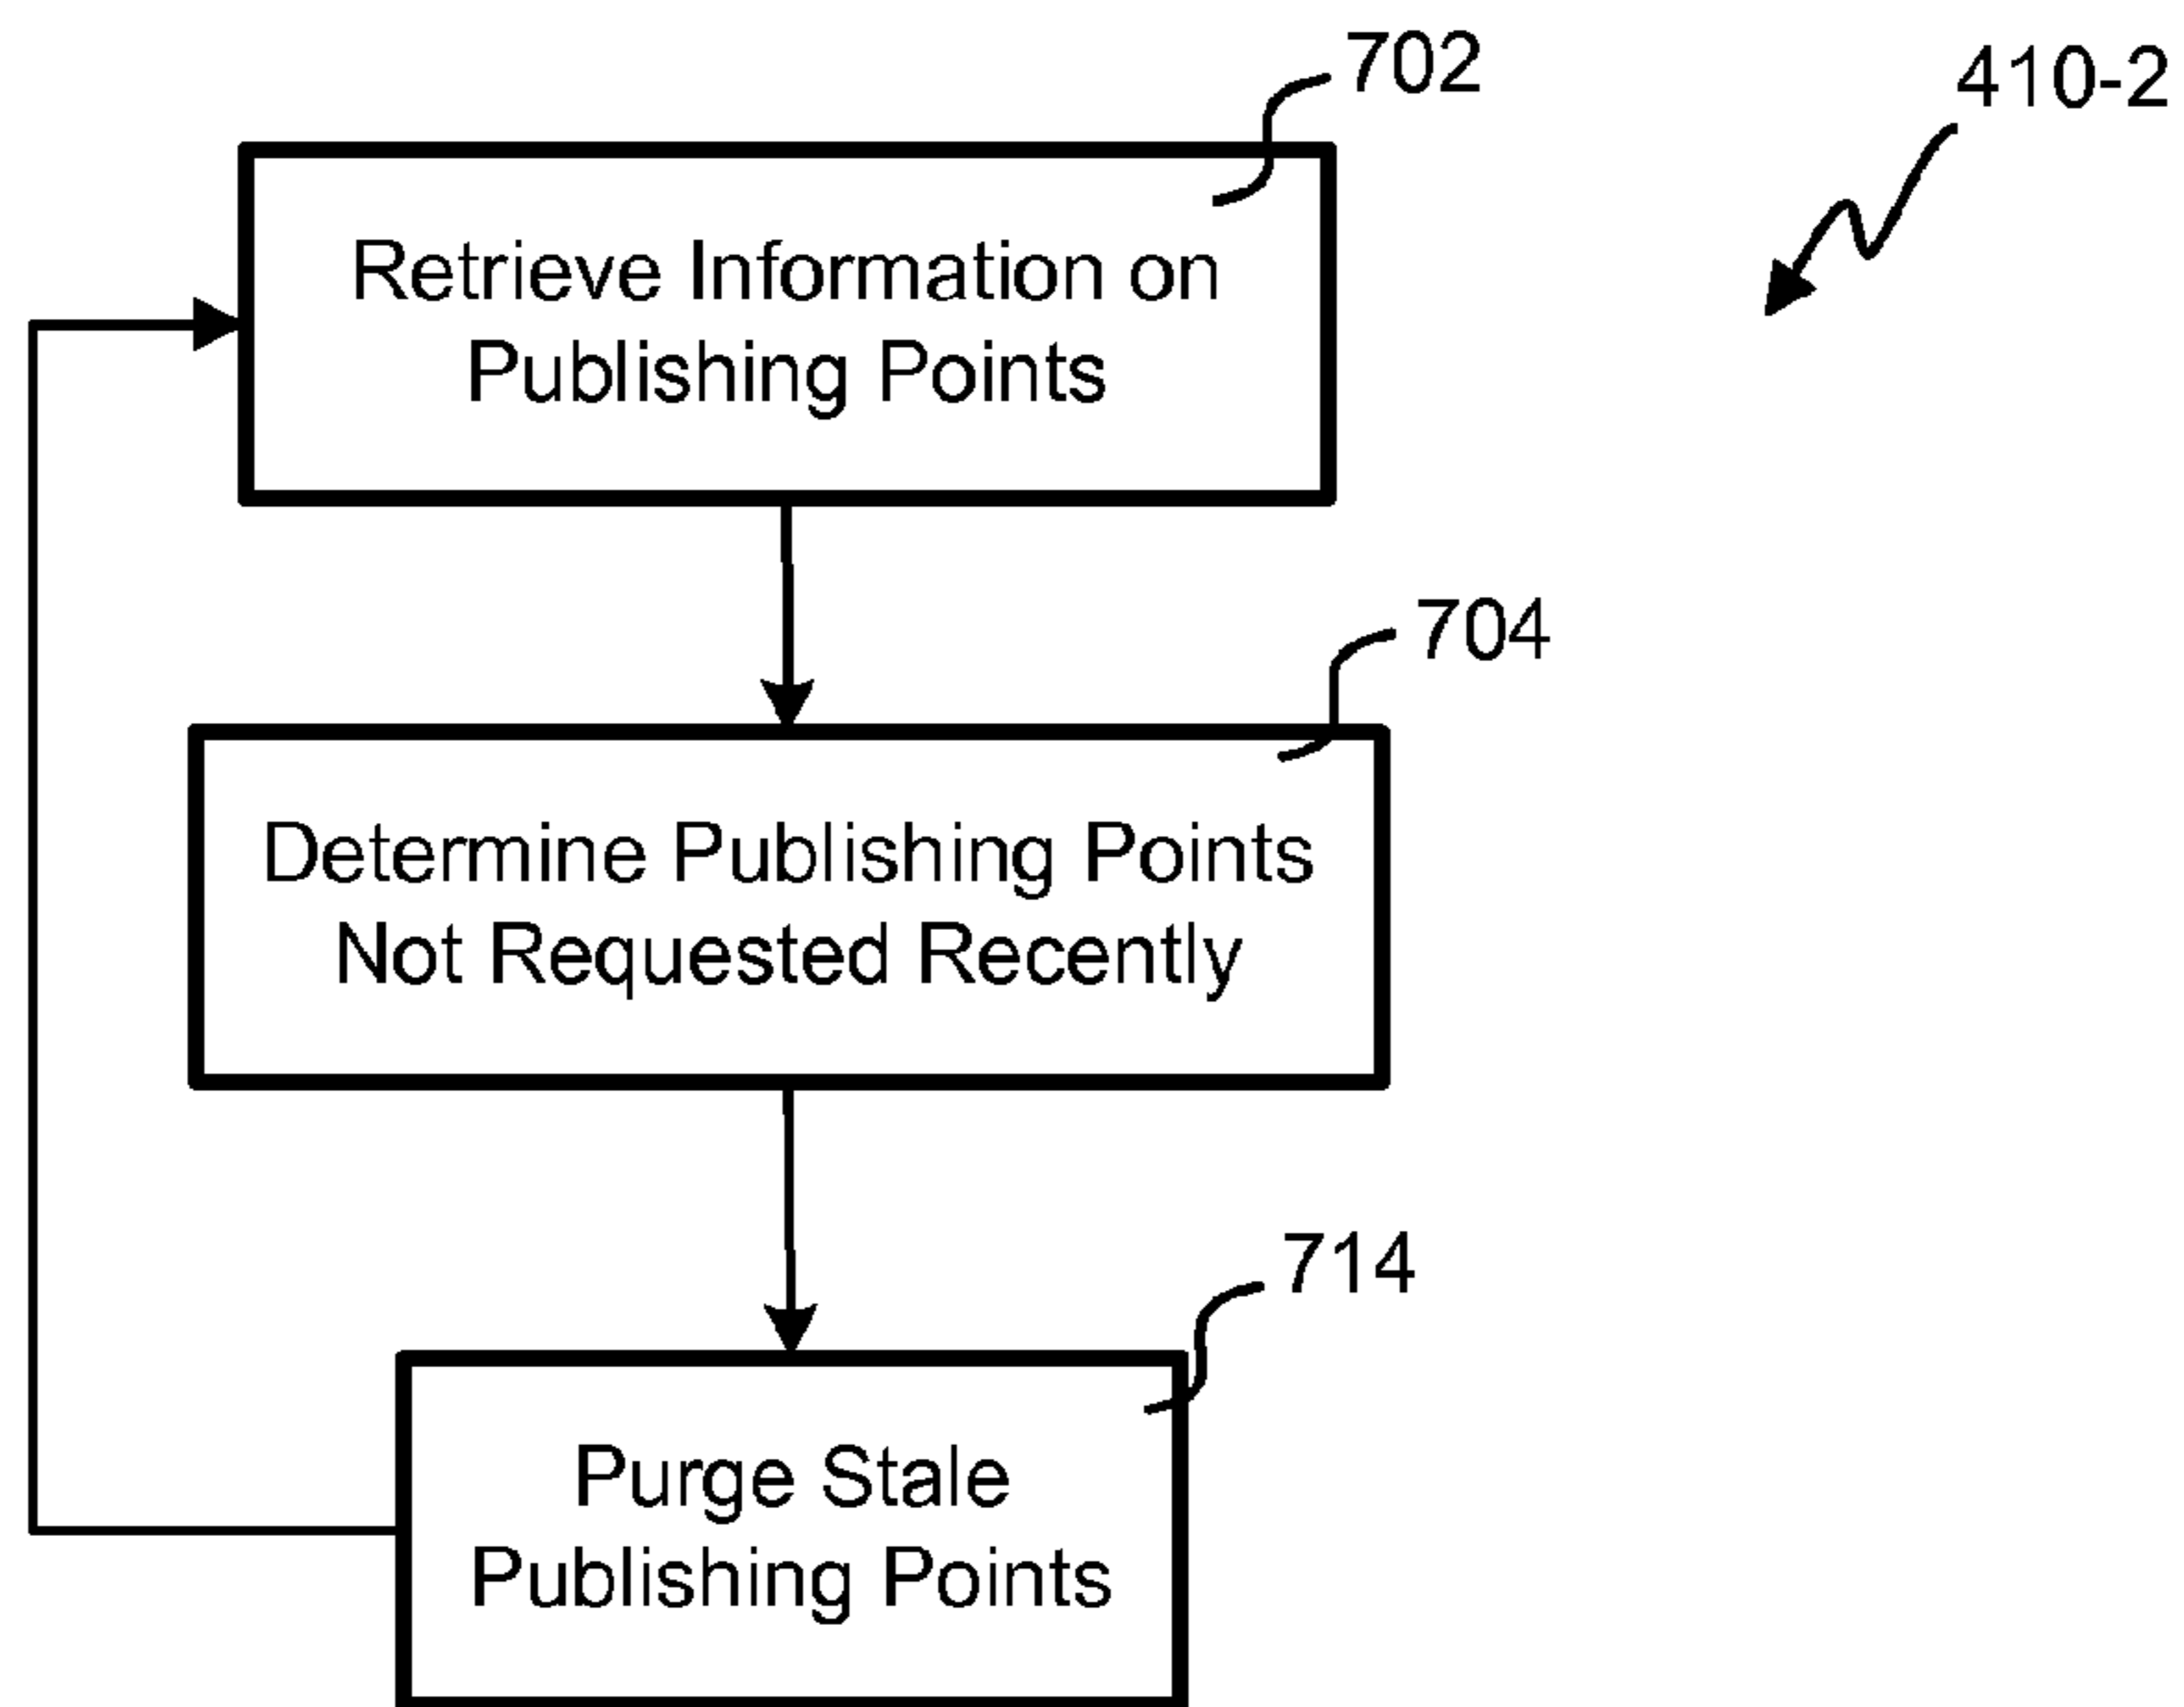 702
410-2
Retrieve Information on
Publishing Points
704
Determine Publishing Points
Not Requested Recently
714
Purge Stale
Publishing Points